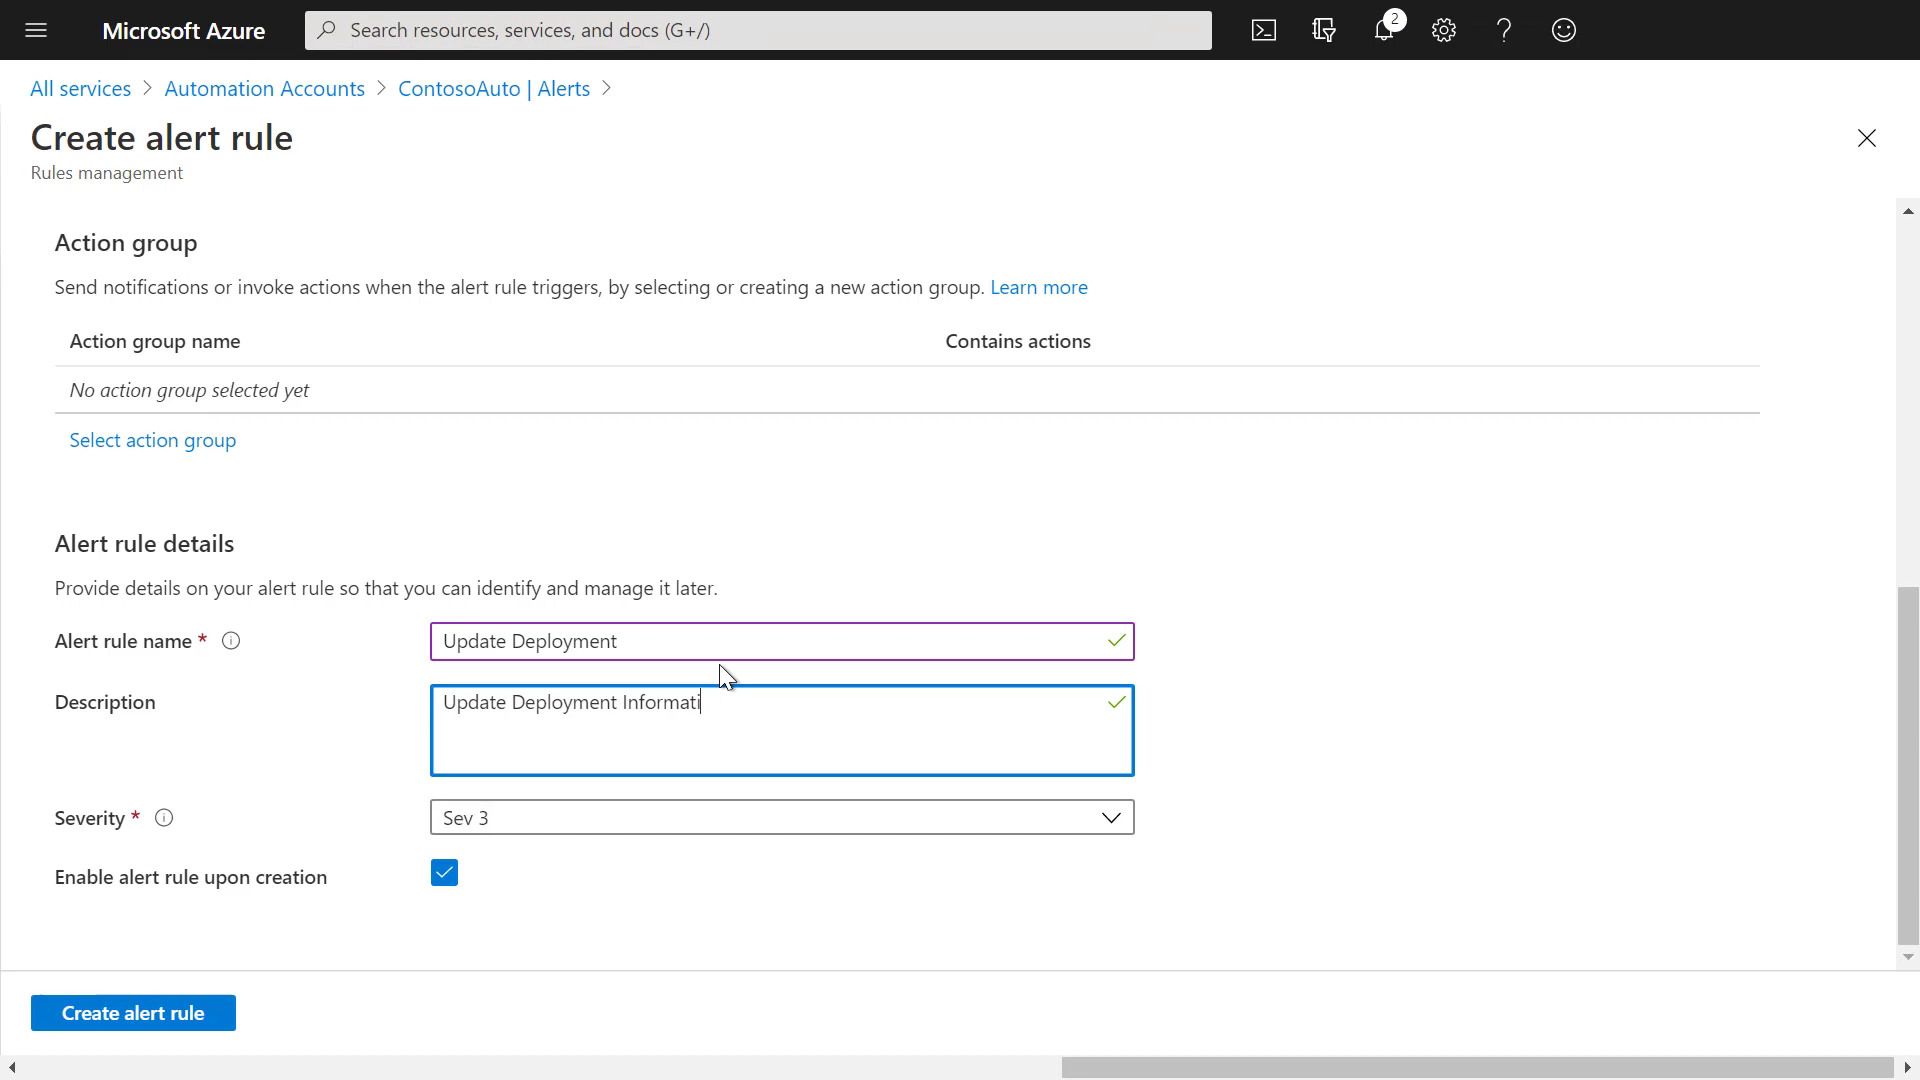 Microsoft Azure
Search resources, services, and docs (G+/)
2
All services > Automation Accounts > ContosoAuto | Alerts >
Create alert rule
Rules management
Action group
Send notifications or invoke actions when the alert rule triggers, by selecting or creating a new action group. Learn more
Action group name Contains actions
No action group selected yet
Select action group
Alert rule details
Provide details on your alert rule so that you can identify and manage it later.
Alert rule name * Update Deployment
Description Update Deployment Informati
Severity * Sev 3
Enable alert rule upon creation
Create alert rule